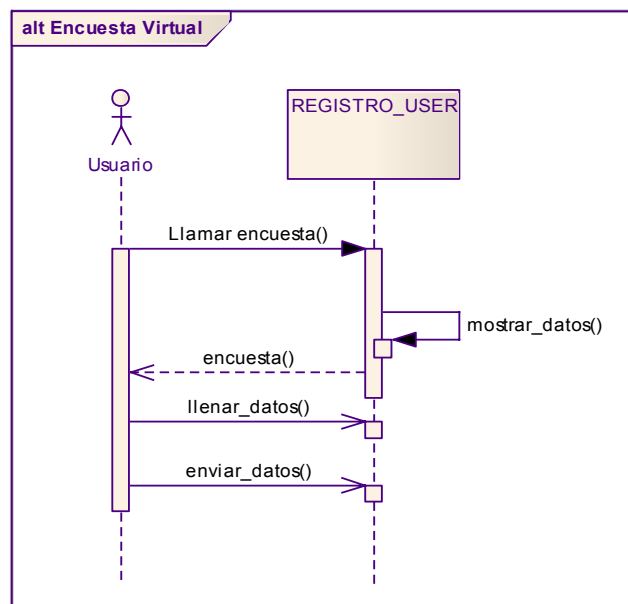 alt Encuesta Virtual
REGISTRO_USER
Usuario
Llamar encuesta()
mostrar_datos()
encuesta()
llenar_datos()
enviar_datos()